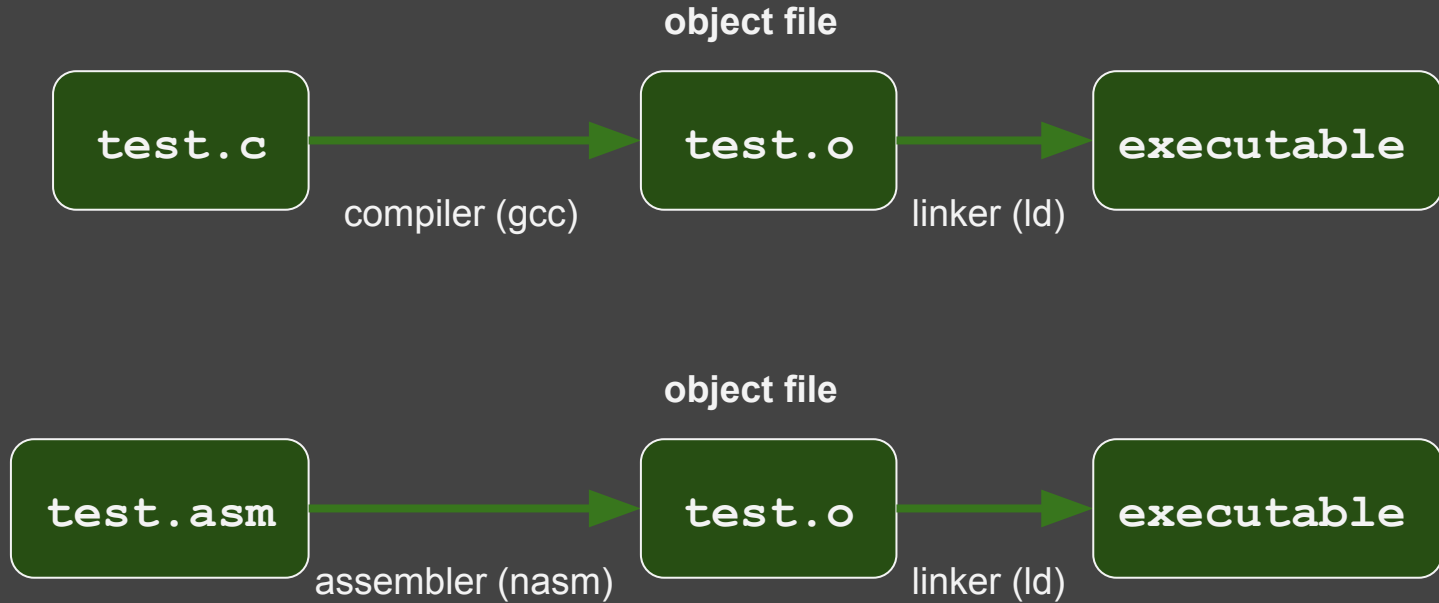 object file
test.c
test.o
executable
compiler (gcc)
linker (ld)
object file
test.asm
test.o
executable
assembler (nasm)
linker (ld)